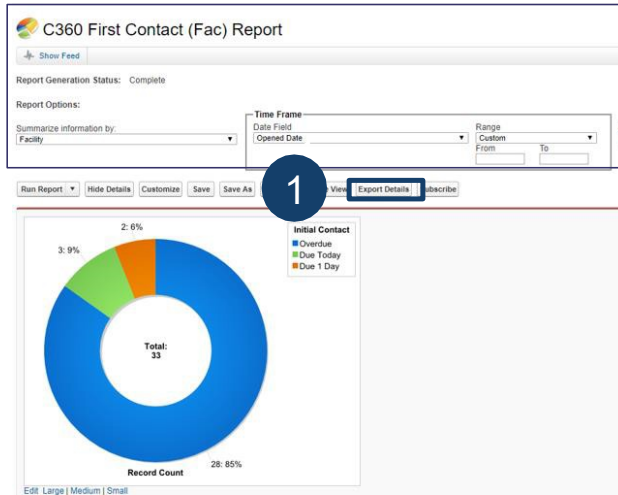 C360 First Contact (Fac) Report
Show Feed
Report Generation Status: Complete
Report Options:
Time Frame
Summarize information by:
Date Field
Range
Facility
Opened Date
Custom
From To
Run Report Hide Details Customize Save Save As 1 View Export Details ubscribe
2: 6%
3: 9%
Initial Contact
Overdue
Due Today
Due 1 Day
Total:
33
28: 85%
Record Count
Edit Large | Medium | Small